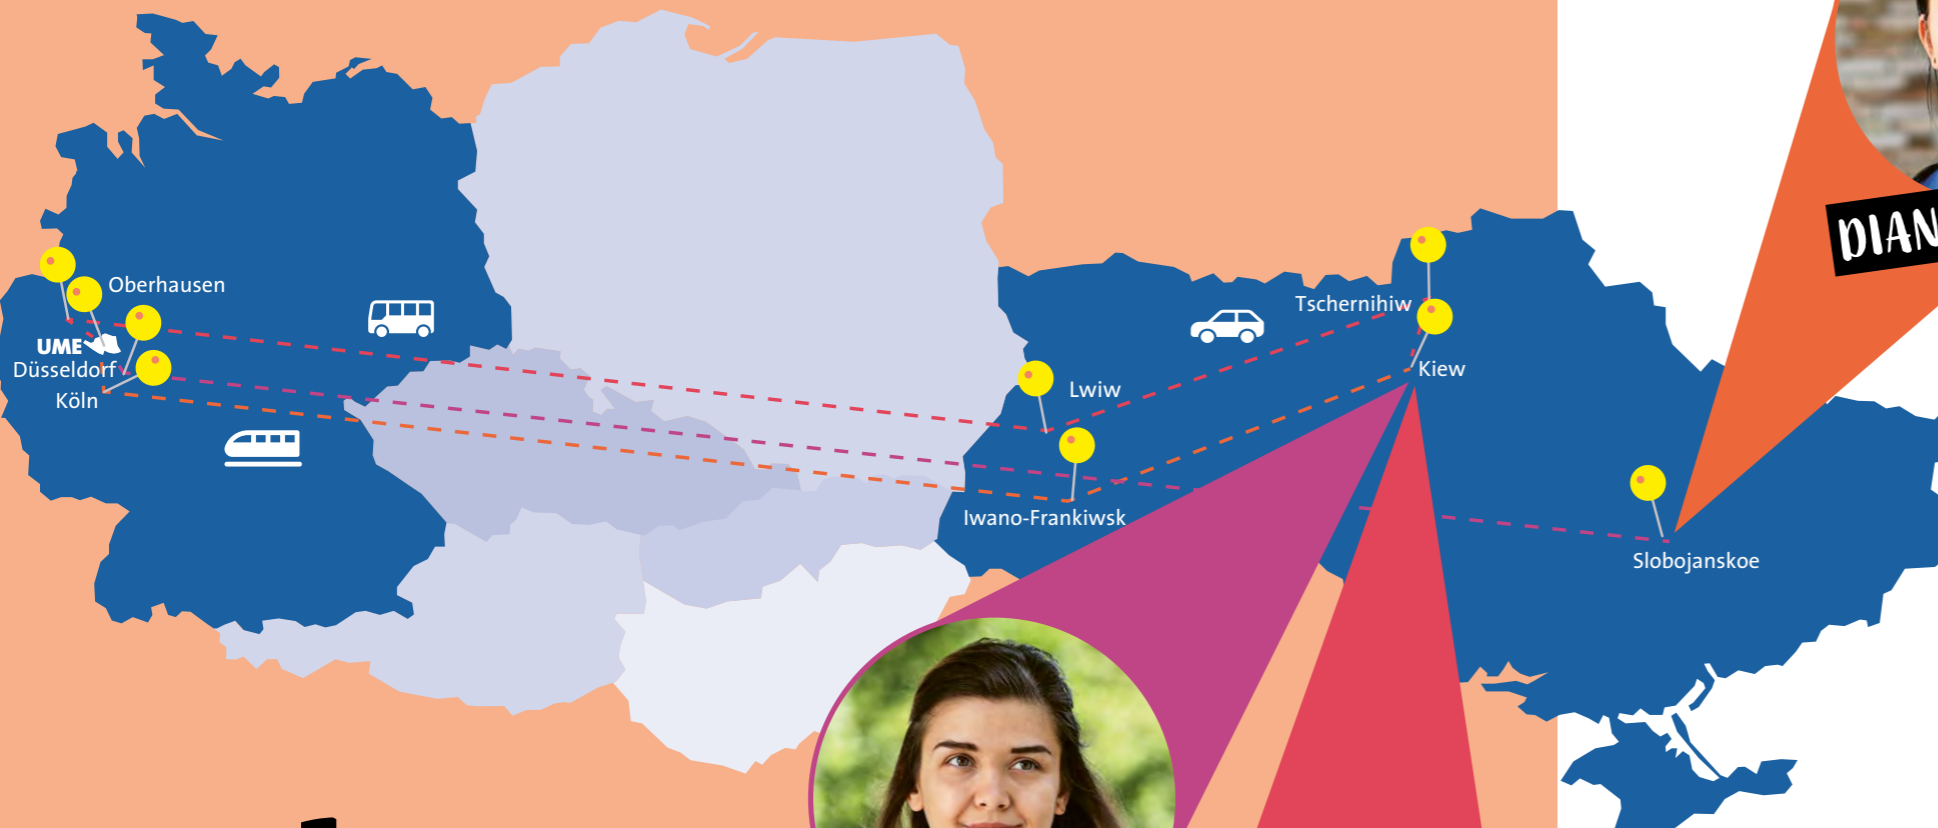 DIAN
Oberhausen
Tschernihiw
UME
Düsseldorf
Köln
Kiew
Lwiw
Iwano-Frankiwsk
Slobojanskoe